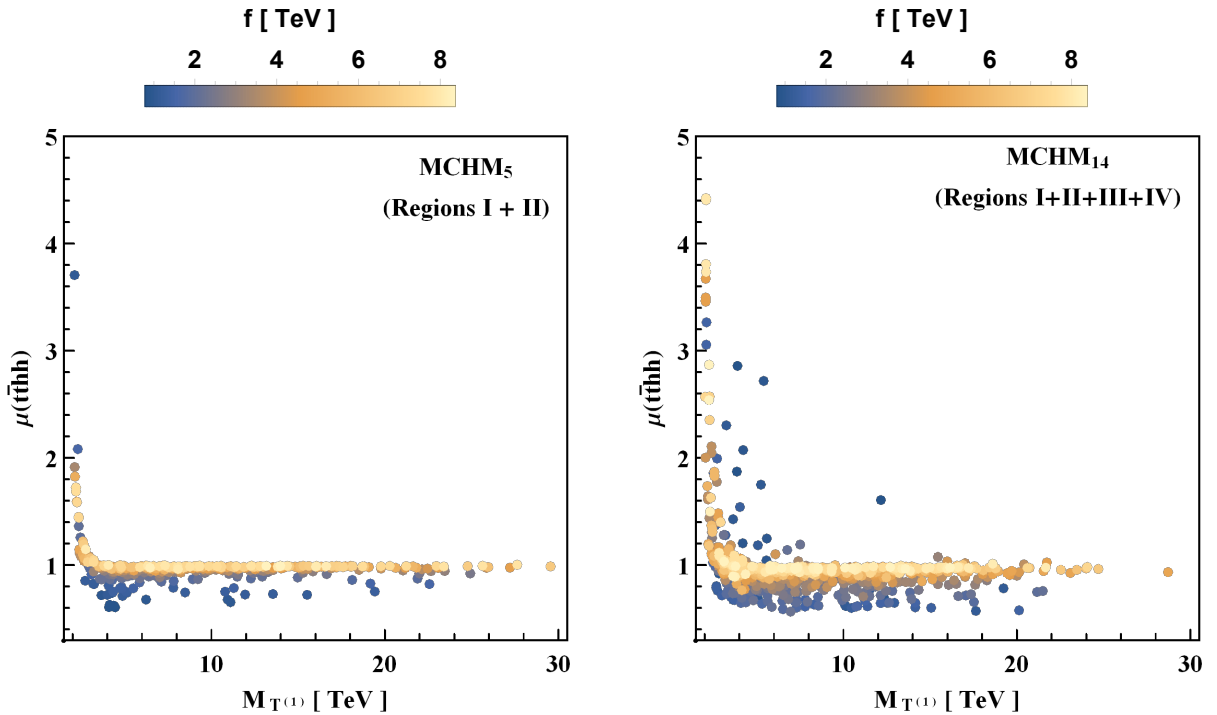 f [ TeV ]
2 4 6 8
5
4
3
2
1
μ(tt̄hh)
MCHM₅
(Regions I + II)
10 20 30
M T⁽¹⁾ [ TeV ]
f [ TeV ]
2 4 6 8
5
4
3
2
1
μ(tt̄hh)
MCHM₁₄
(Regions I+II+III+IV)
10 20 30
M T⁽¹⁾ [ TeV ]